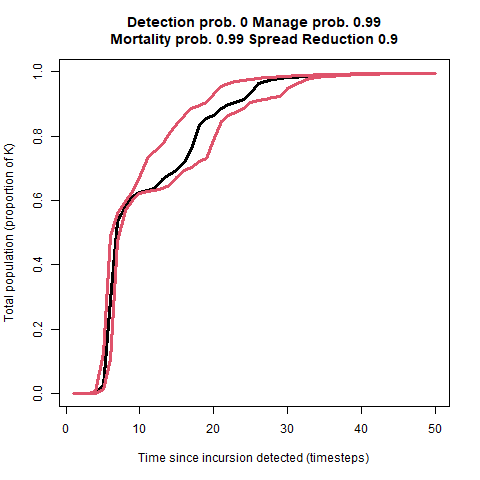 Detection prob. 0 Manage prob. 0.99
Mortality prob. 0.99 Spread Reduction 0.9
Total population (proportion of K)
1.0
0.8
0.6
0.4
0.2
0.0
0 10 20 30 40 50
Time since incursion detected (timesteps)